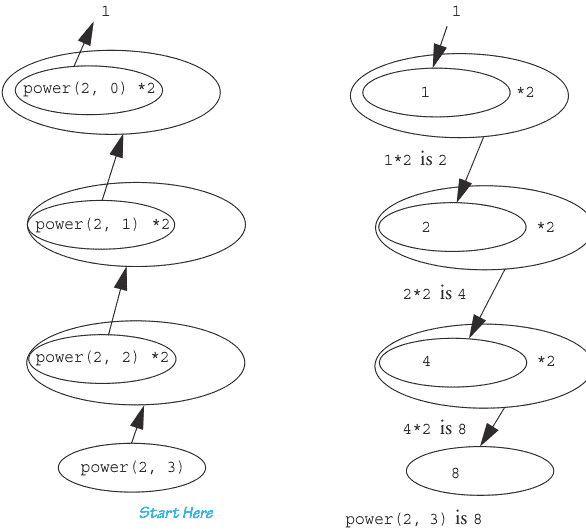 1
power(2, 0) *2
power(2, 1) *2
power(2, 2) *2
power(2, 3)
Start Here
1
1 *2
1*2 is 2
2 *2
2*2 is 4
4 *2
4*2 is 8
8
power(2, 3) is 8